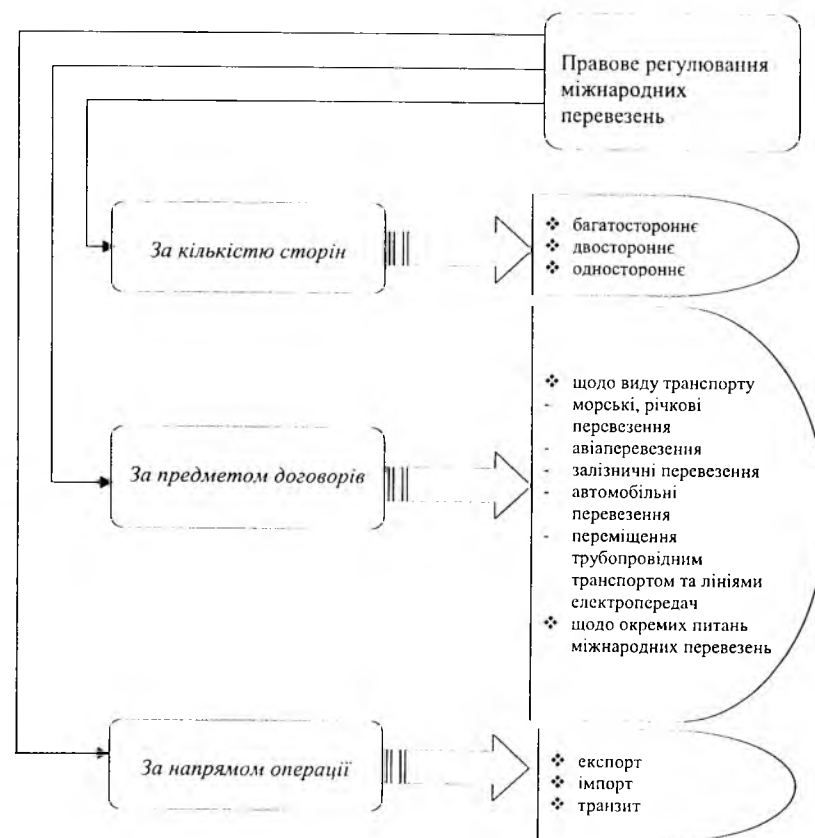 Правове регулювання
міжнародних
перевезень
За кількістю сторін
❖ багатостороннє
❖ двостороннє
❖ одностороннє
За предметом договорів
❖ щодо виду транспорту
- морські, річкові
перевезення
- авіаперевезення
- залізничні перевезення
- автомобільні
перевезення
- переміщення
трубопровідним
транспортом та лініями
електропередач
❖ щодо окремих питань
міжнародних перевезень
За напрямом операції
❖ експорт
❖ імпорт
❖ транзит